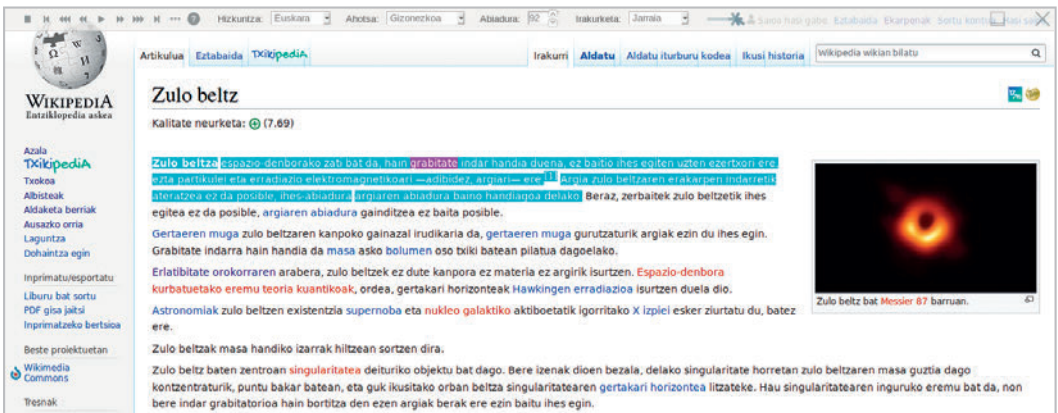 Hizkuntza: Euskara Ahotsa: Gizonezkoa Abiadura: 92 Irakurketa: Jarraia
Saioa hasi gabe Eztabaida Ekarpenak Sortu kontua Hasi saioa
WIKIPEDIA
Entziklopedia askea
Artikulua Eztabaida TXikipediA Irakurri Aldatu Aldatu iturburu kodea Ikusi historia Wikipedia wikian bilatu
Zulo beltz
Kalitate neurketa: (7.69)
Azala
TXikipediA
Txokoa
Albisteak
Aldaketa berriak
Ausazko orria
Laguntza
Dohaintza egin
Inprimatu/esportatu
Liburu bat sortu
PDF gisa jaitsi
Inprimatzeko bertsioa
Beste proiektuetan
Wikimedia
Commons
Tresnak
Zulo beltza espazio-denborako zati bat da, hain grabitate indar handia duena, ez baitio ihes egiten uzten ezertxori ere,
ezta partikulei eta erradiazio elektromagnetikoari —adibidez, argiari— ere.[1] Argia zulo beltzaren erakarpen indarretik
ateratzea ez da posible, ihes-abiadura argiaren abiadura baino handiagoa delako. Beraz, zerbaitek zulo beltzetik ihes
egitea ez da posible, argiaren abiadura gainditzea ez baita posible.
Gertaeren muga zulo beltzaren kanpoko gainazal irudikaria da, gertaeren muga gurutzaturik argiak ezin du ihes egin.
Grabitate indarra hain handia da masa asko bolumen oso txiki batean pilatua dagoelako.
Erlatibitate orokorraren arabera, zulo beltzek ez dute kanpora ez materia ez argirik isurtzen. Espazio-denbora
kurbatuetako eremu teoria kuantikoak, ordea, gertakari horizonteak Hawkingen erradiazioa isurtzen duela dio.
Astronomiak zulo beltzen existentzia supernoba eta nukleo galaktiko aktiboetatik igorritako X izpiei esker ziurtatu du, batez
ere.
Zulo beltzak masa handiko izarrak hiltzean sortzen dira.
Zulo beltz baten zentroan singularitatea deituriko objektu bat dago. Bere izenak dioen bezala, delako singularitate horretan zulo beltzaren masa guztia dago
kontzentraturik, puntu bakar batean, eta guk ikusitako orban beltza singularitatearen gertakari horizontea litzateke. Hau singularitatearen inguruko eremu bat da, non
bere indar grabitatorioa hain bortitza den ezen argiak berak ere ezin baitu ihes egin.
Zulo beltz bat Messier 87 barruan.